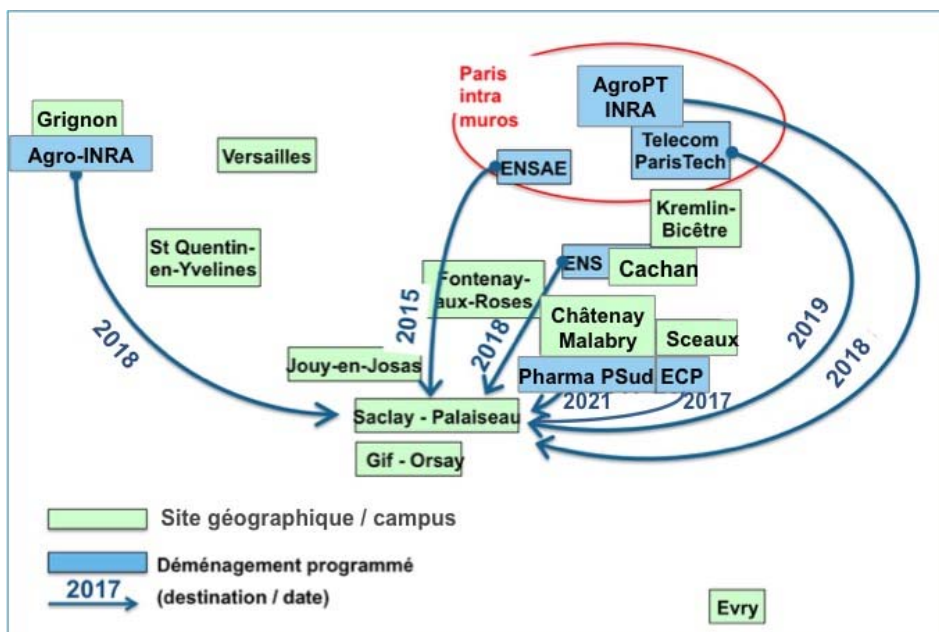 Paris
intra
muros
AgroPT
INRA
Grignon
Agro-INRA
Versailles
Telecom
ParisTech
ENSAE
Kremlin-
Bicêtre
St Quentin-
en-Yvelines
ENS
Cachan
Fontenay-
aux-Roses
Châtenay
Malabry
Sceaux
2018
2015
2018
2019
2018
Jouy-en-Josas
Pharma PSud
ECP
2021
2017
Saclay - Palaiseau
Gif - Orsay
Site géographique / campus
Déménagement programmé
2017
(destination / date)
Evry